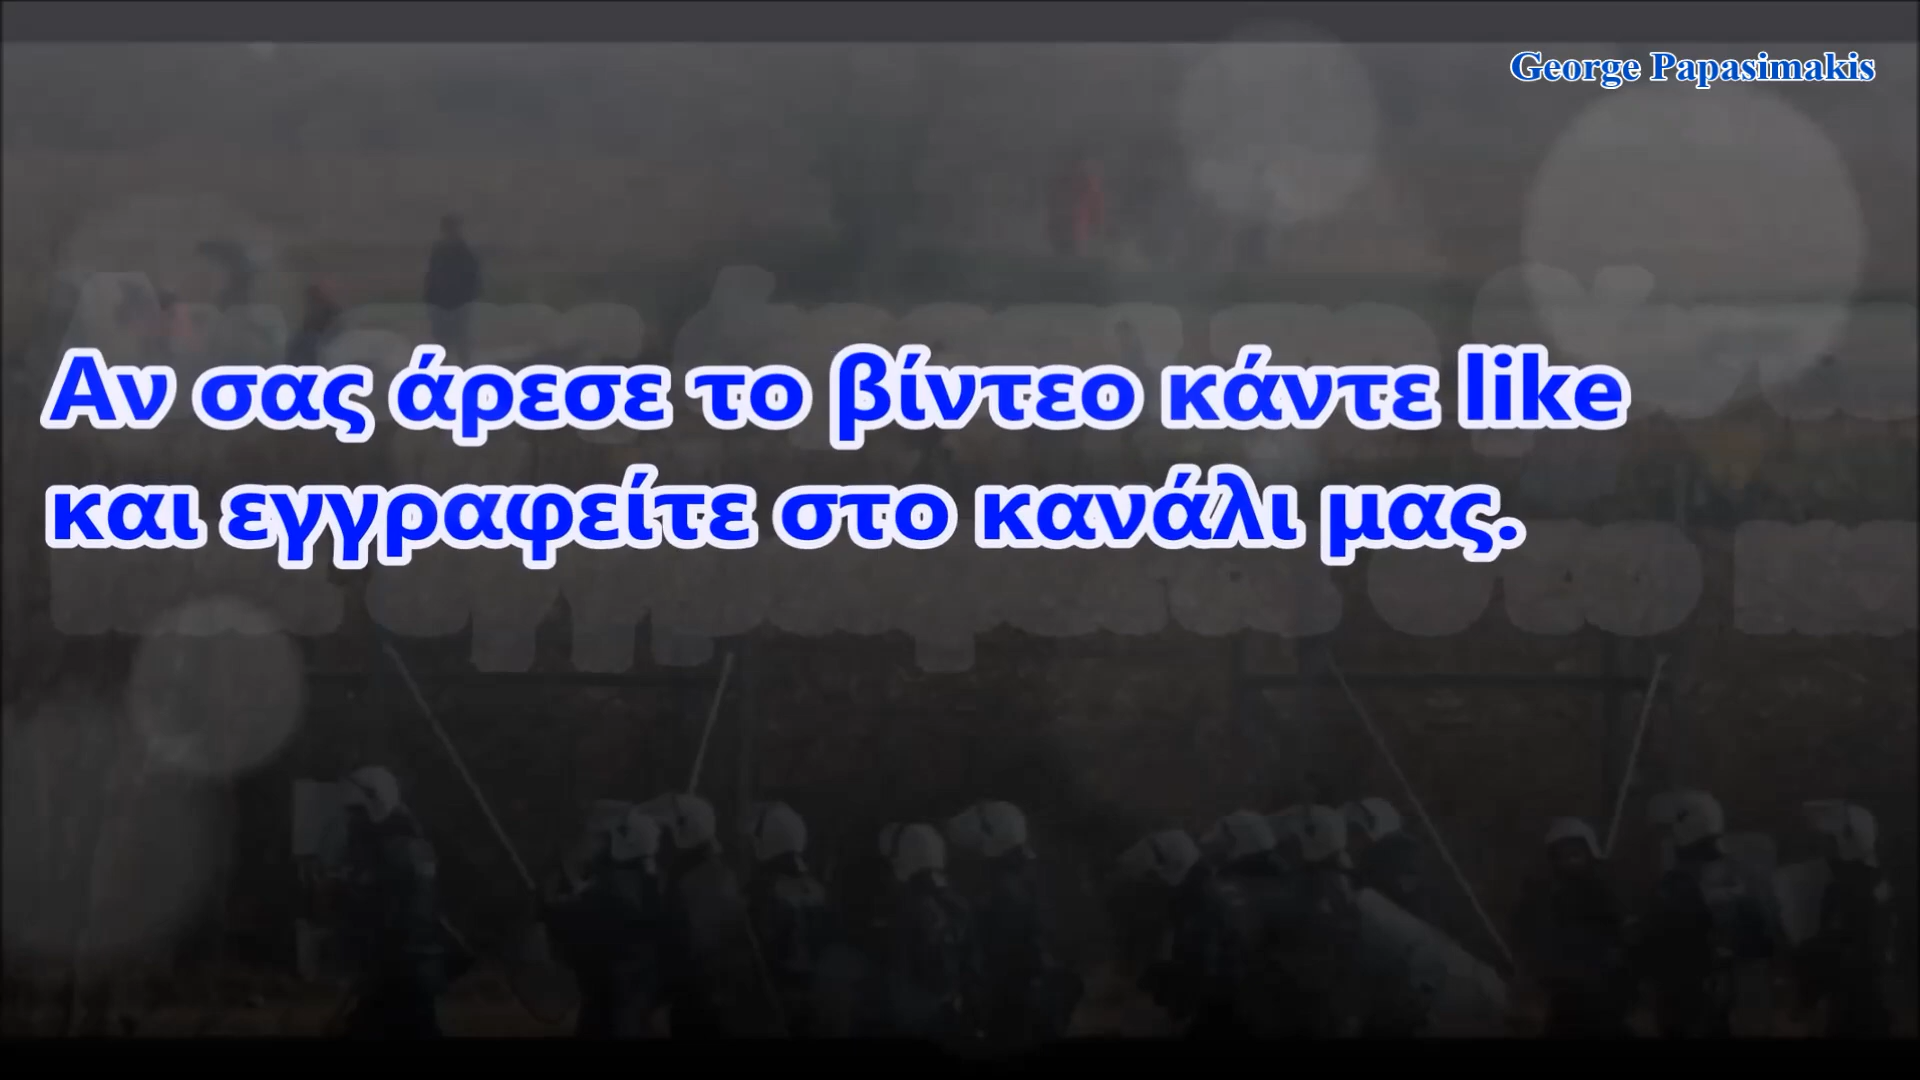 George Papasimakis
Αν σας άρεσε το βίντεο κάντε like
και εγγραφείτε στο κανάλι μας.